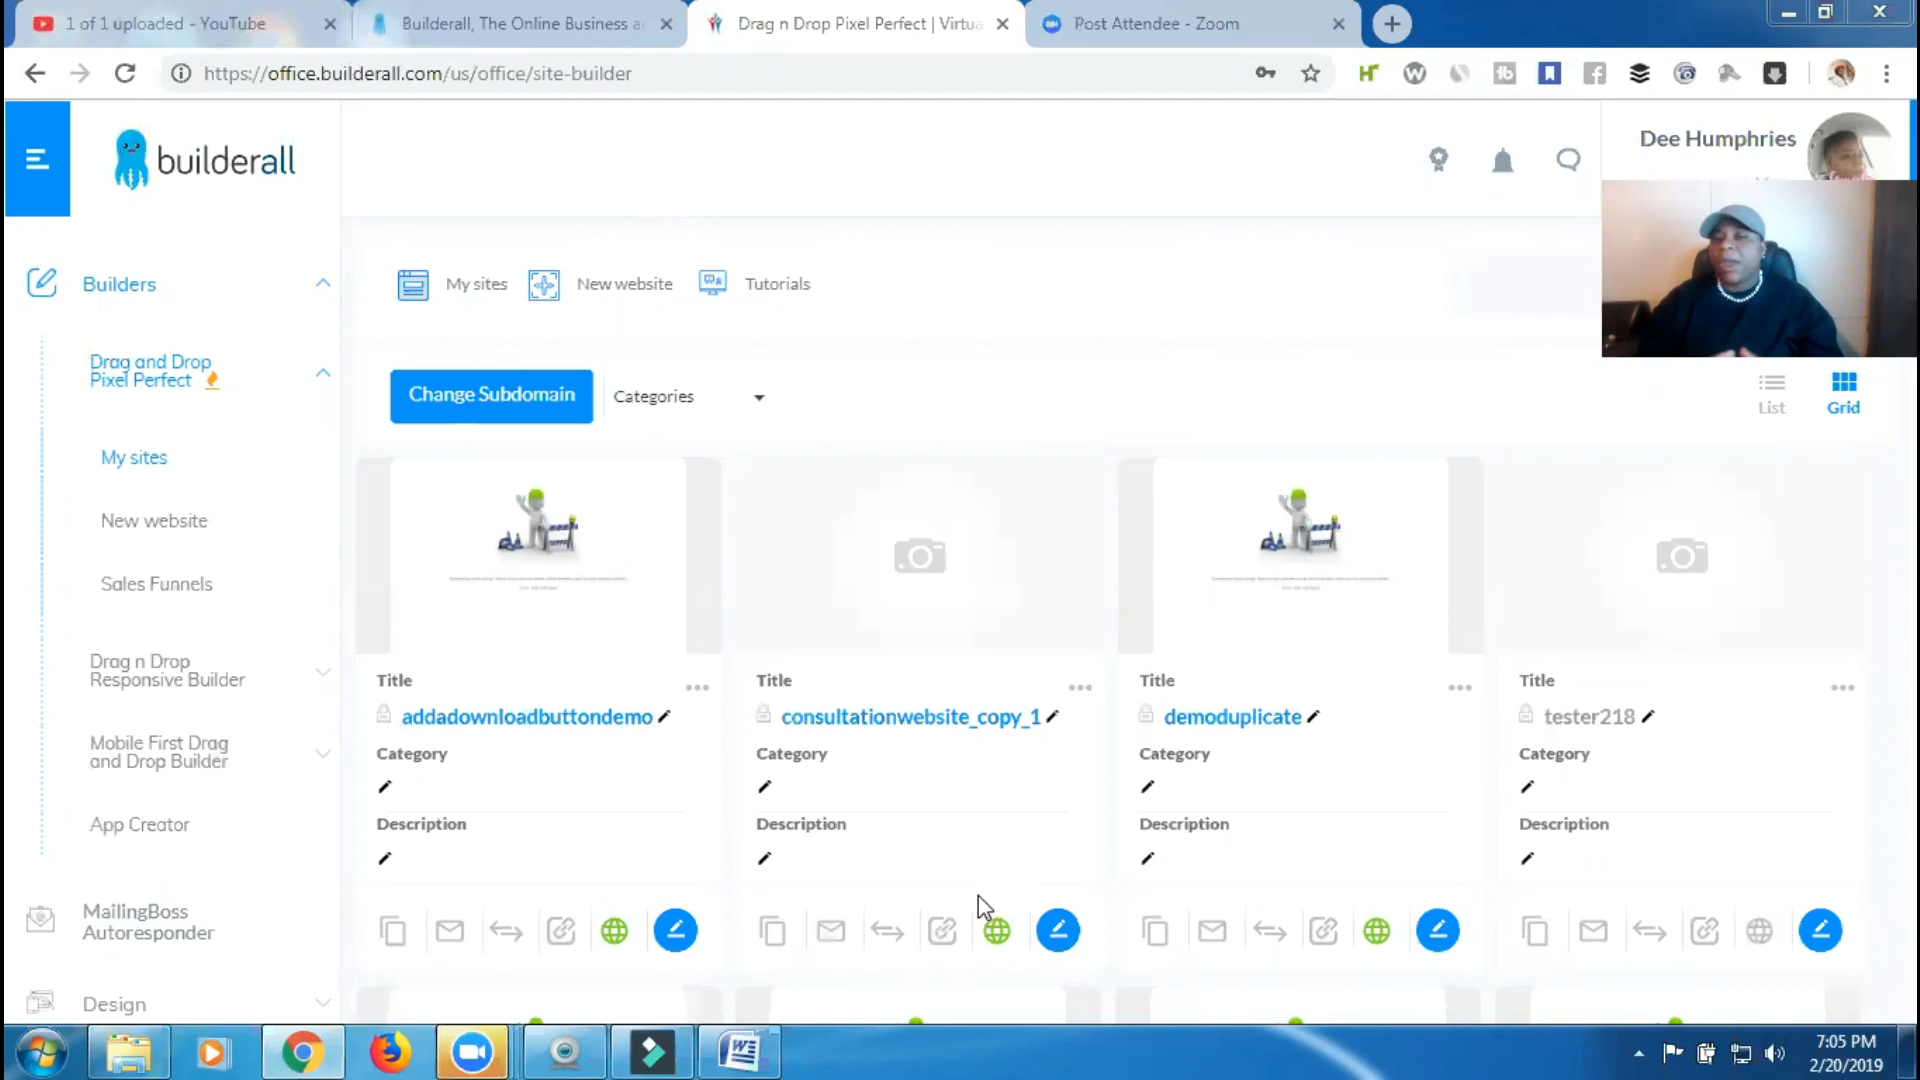 1 of 1 uploaded - YouTube
Builderall, The Online Business a
Drag n Drop Pixel Perfect | Virtua
Post Attendee - Zoom
https://office.builderall.com/us/office/site-builder
builderall
Dee Humphries
Builders
Drag and Drop
Pixel Perfect
My sites
New website
Sales Funnels
Drag n Drop
Responsive Builder
Mobile First Drag
and Drop Builder
App Creator
MailingBoss
Autoresponder
Design
My sites
New website
Tutorials
Change Subdomain
Categories
List
Grid
Title
addadownloadbuttondemo
Category
Description
Title
consultationwebsite_copy_1
Category
Description
Title
demoduplicate
Category
Description
Title
tester218
Category
Description
7:05 PM
2/20/2019